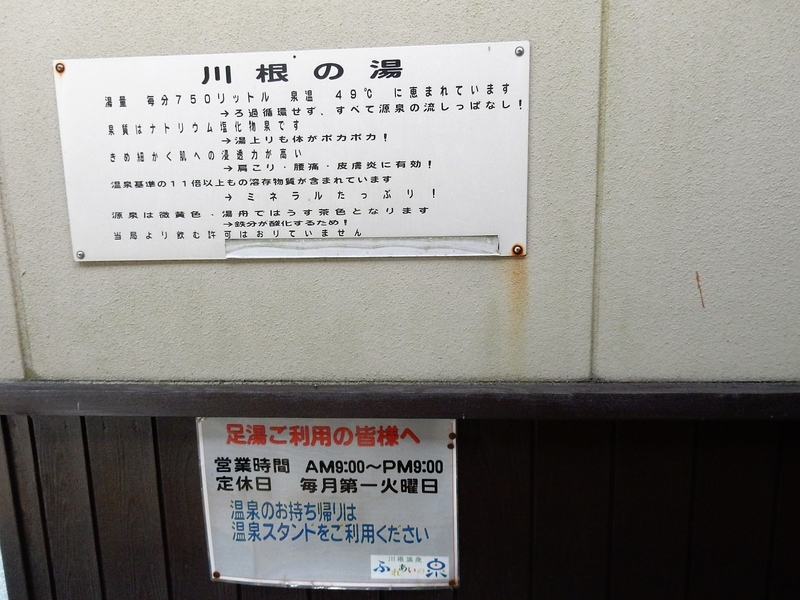 川根の湯
湯量 毎分750リットル 泉温 49℃ に恵まれています
→ろ過循環せず、すべて源泉の流しっぱなし！
泉質はナトリウム塩化物泉です
→湯上りも体がポカポカ！
きめ細かく肌への浸透力が高い
→肩こり・腰痛・皮膚炎に有効！
温泉基準の11倍以上もの溶存物質が含まれています
→ミネラルたっぷり！
源泉は微黄色・湯舟ではうす茶色となります
→鉄分が酸化するため！
当局より飲む許可はおりていません
足湯ご利用の皆様へ
営業時間 AM9:00～PM9:00
定休日 毎月第一火曜日
温泉のお持ち帰りは
温泉スタンドをご利用ください
川根温泉
ふれあいの泉